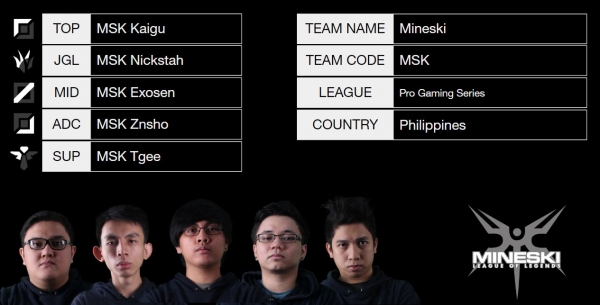 TOP MSK Kaigu
JGL MSK Nickstah
MID MSK Exosen
ADC MSK Znsho
SUP MSK Tgee
TEAM NAME Mineski
TEAM CODE MSK
LEAGUE Pro Gaming Series
COUNTRY Philippines
MINESKI
LEAGUE OF LEGENDS